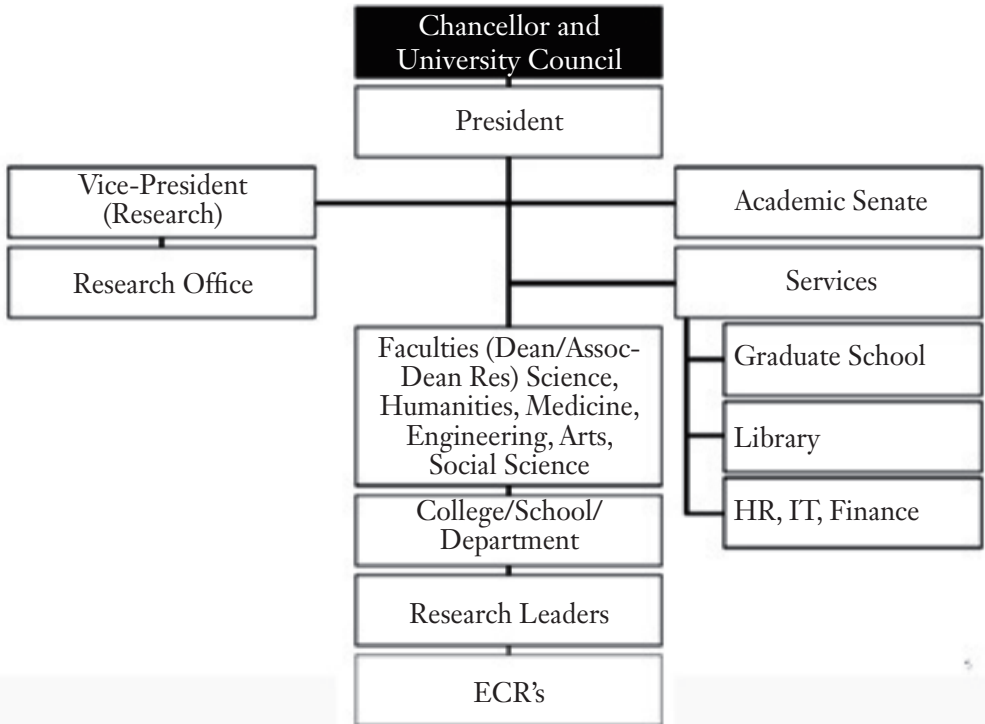 Chancellor and
University Council
President
Vice-President
(Research)
Academic Senate
Research Office
Services
Faculties (Dean/Assoc-
Dean Res) Science,
Humanities, Medicine,
Engineering, Arts,
Social Science
Graduate School
Library
HR, IT, Finance
College/School/
Department
Research Leaders
ECR’s